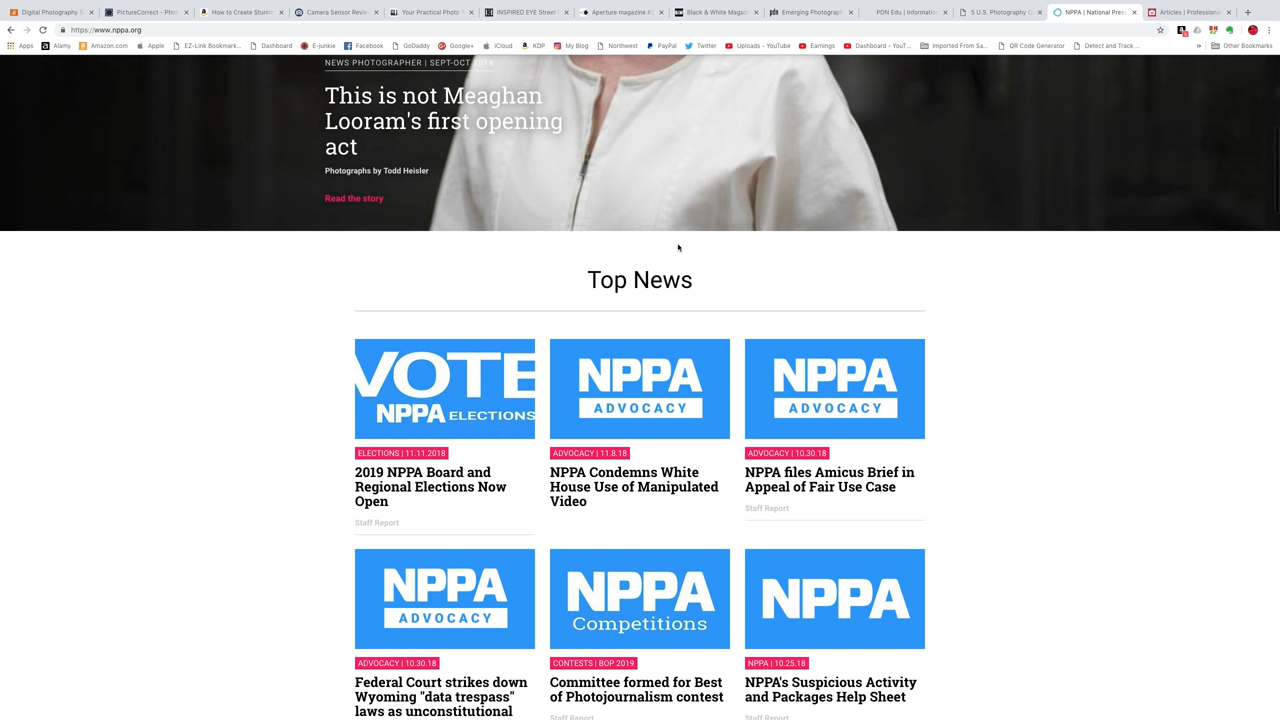 Digital Photography S
PictureCorrect - Phot
How to Create Stunn
Camera Sensor Revie
Your Practical Photo T
INSPIRED EYE Street
Aperture magazine #2
Black & White Magaz
Emerging Photograph
PDN Edu | Informatio
5 U.S. Photography D
NPPA | National Pres
Articles | Professiona
https://www.nppa.org
Apps
Alamy
Amazon.com
Apple
EZ-Link Bookmark...
Dashboard
E-junkie
Facebook
GoDaddy
Google+
iCloud
KDP
My Blog
Northwest
PayPal
Twitter
Uploads - YouTube
Earnings
Dashboard - YouT...
Imported From Sa...
QR Code Generator
Detect and Track ...
Other Bookmarks
NEWS PHOTOGRAPHER | SEPT-OCT 2018
This is not Meaghan
Looram's first opening
act
Photographs by Todd Heisler
Read the story
Top News
VOTE
NPPA ELECTIONS
ELECTIONS | 11.11.2018
2019 NPPA Board and
Regional Elections Now
Open
Staff Report
NPPA
ADVOCACY
ADVOCACY | 11.8.18
NPPA Condemns White
House Use of Manipulated
Video
NPPA
ADVOCACY
ADVOCACY | 10.30.18
NPPA files Amicus Brief in
Appeal of Fair Use Case
Staff Report
NPPA
ADVOCACY
ADVOCACY | 10.30.18
Federal Court strikes down
Wyoming "data trespass"
laws as unconstitutional
NPPA
Competitions
CONTESTS | BOP 2019
Committee formed for Best
of Photojournalism contest
Staff Report
NPPA
NPPA | 10.25.18
NPPA's Suspicious Activity
and Packages Help Sheet
Staff Report